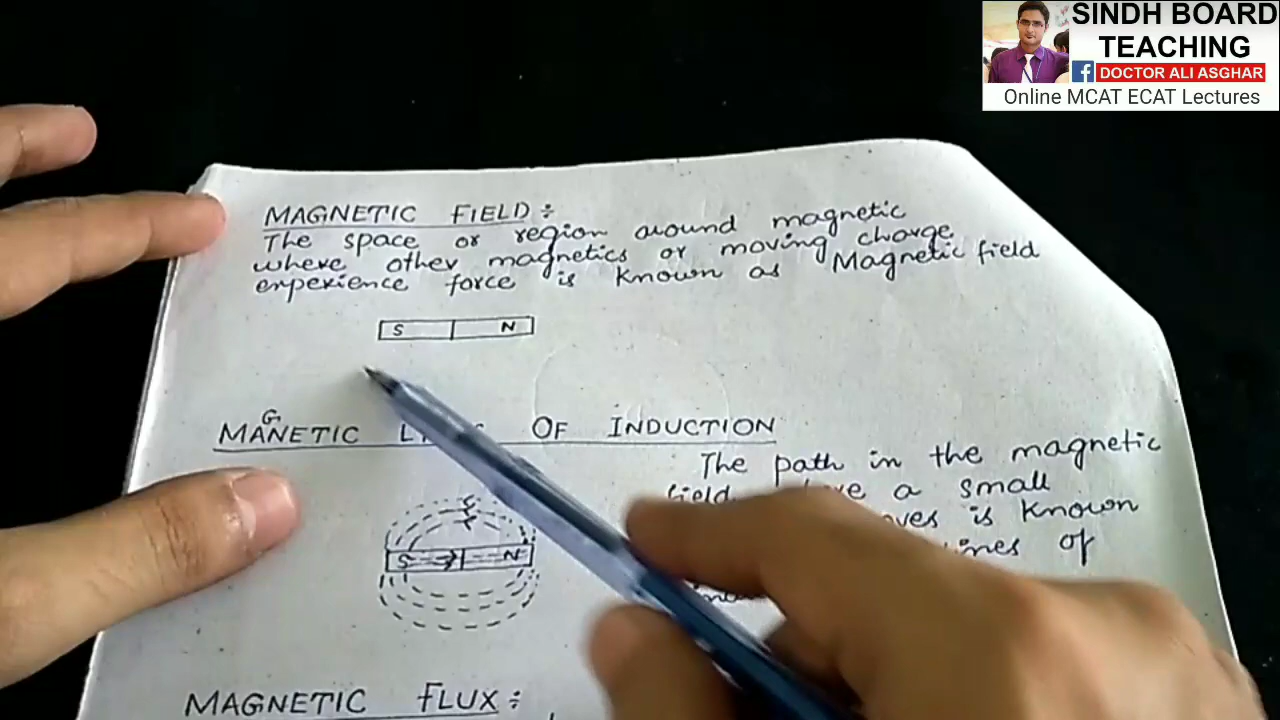 SINDH BOARD
TEACHING
DOCTOR ALI ASGHAR
Online MCAT ECAT Lectures
MAGNETIC FIELD ÷
The space or region around magnetic
where other magnetics or moving charge
experience force is known as Magnetic field
S N
MAGNETIC OF INDUCTION
The path in the magnetic
field a small
is known
of
S N
MAGNETIC FLUX ÷